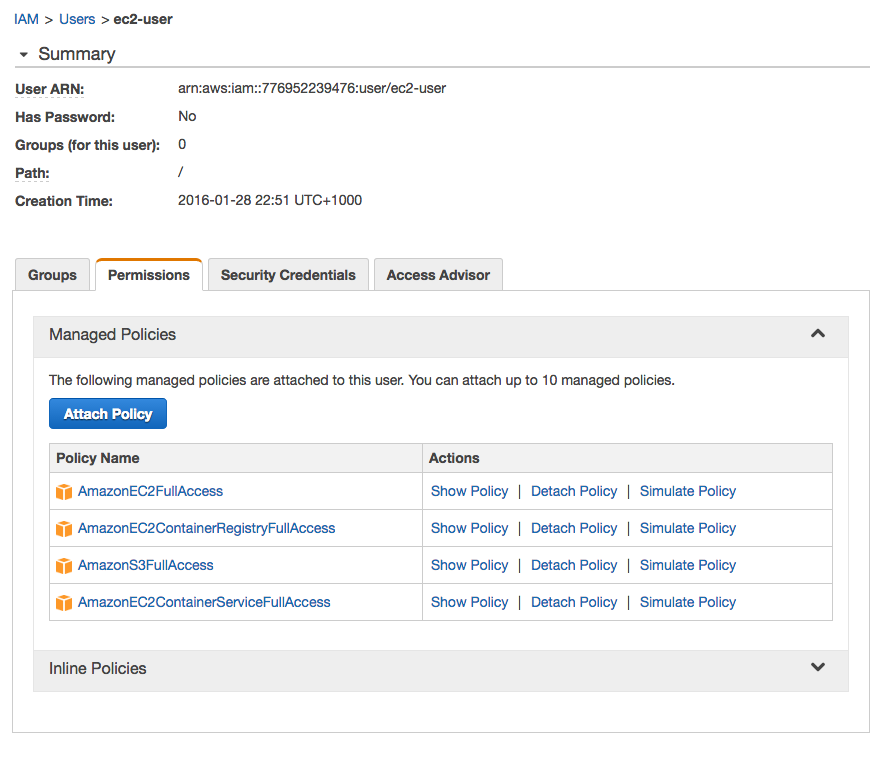 IAM > Users > ec2-user
Summary
User ARN: arn:aws:iam::776952239476:user/ec2-user
Has Password: No
Groups (for this user): 0
Path: /
Creation Time: 2016-01-28 22:51 UTC+1000
Groups Permissions Security Credentials Access Advisor
Managed Policies
The following managed policies are attached to this user. You can attach up to 10 managed policies.
Attach Policy
Policy Name Actions
AmazonEC2FullAccess Show Policy | Detach Policy | Simulate Policy
AmazonEC2ContainerRegistryFullAccess Show Policy | Detach Policy | Simulate Policy
AmazonS3FullAccess Show Policy | Detach Policy | Simulate Policy
AmazonEC2ContainerServiceFullAccess Show Policy | Detach Policy | Simulate Policy
Inline Policies